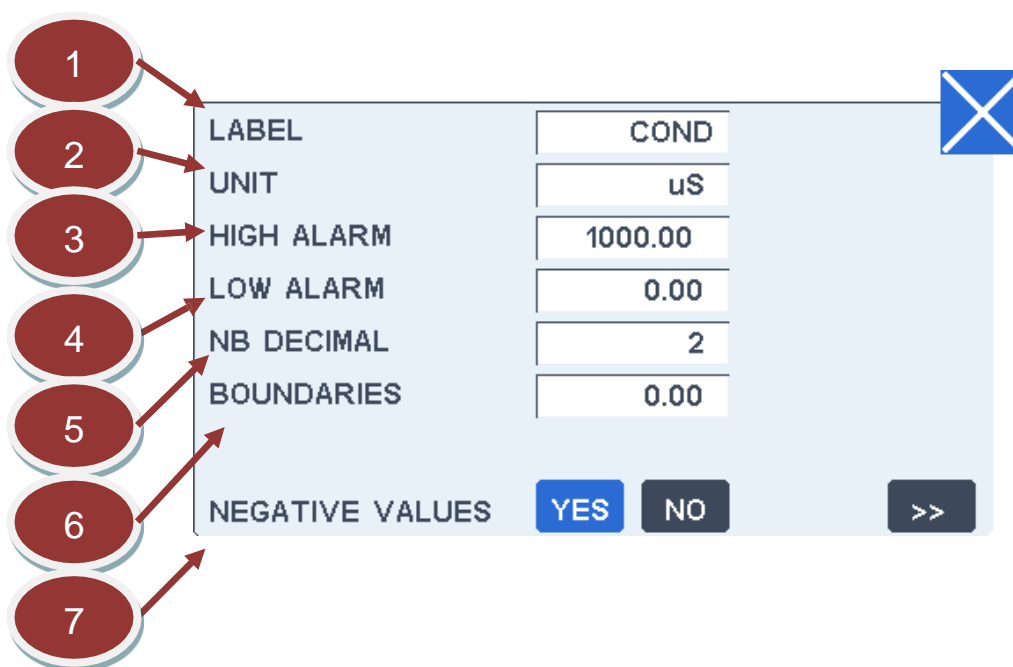 1
LABEL COND
2
UNIT uS
3
HIGH ALARM 1000.00
LOW ALARM 0.00
4
NB DECIMAL 2
BOUNDARIES 0.00
5
NEGATIVE VALUES YES NO >>
6
7